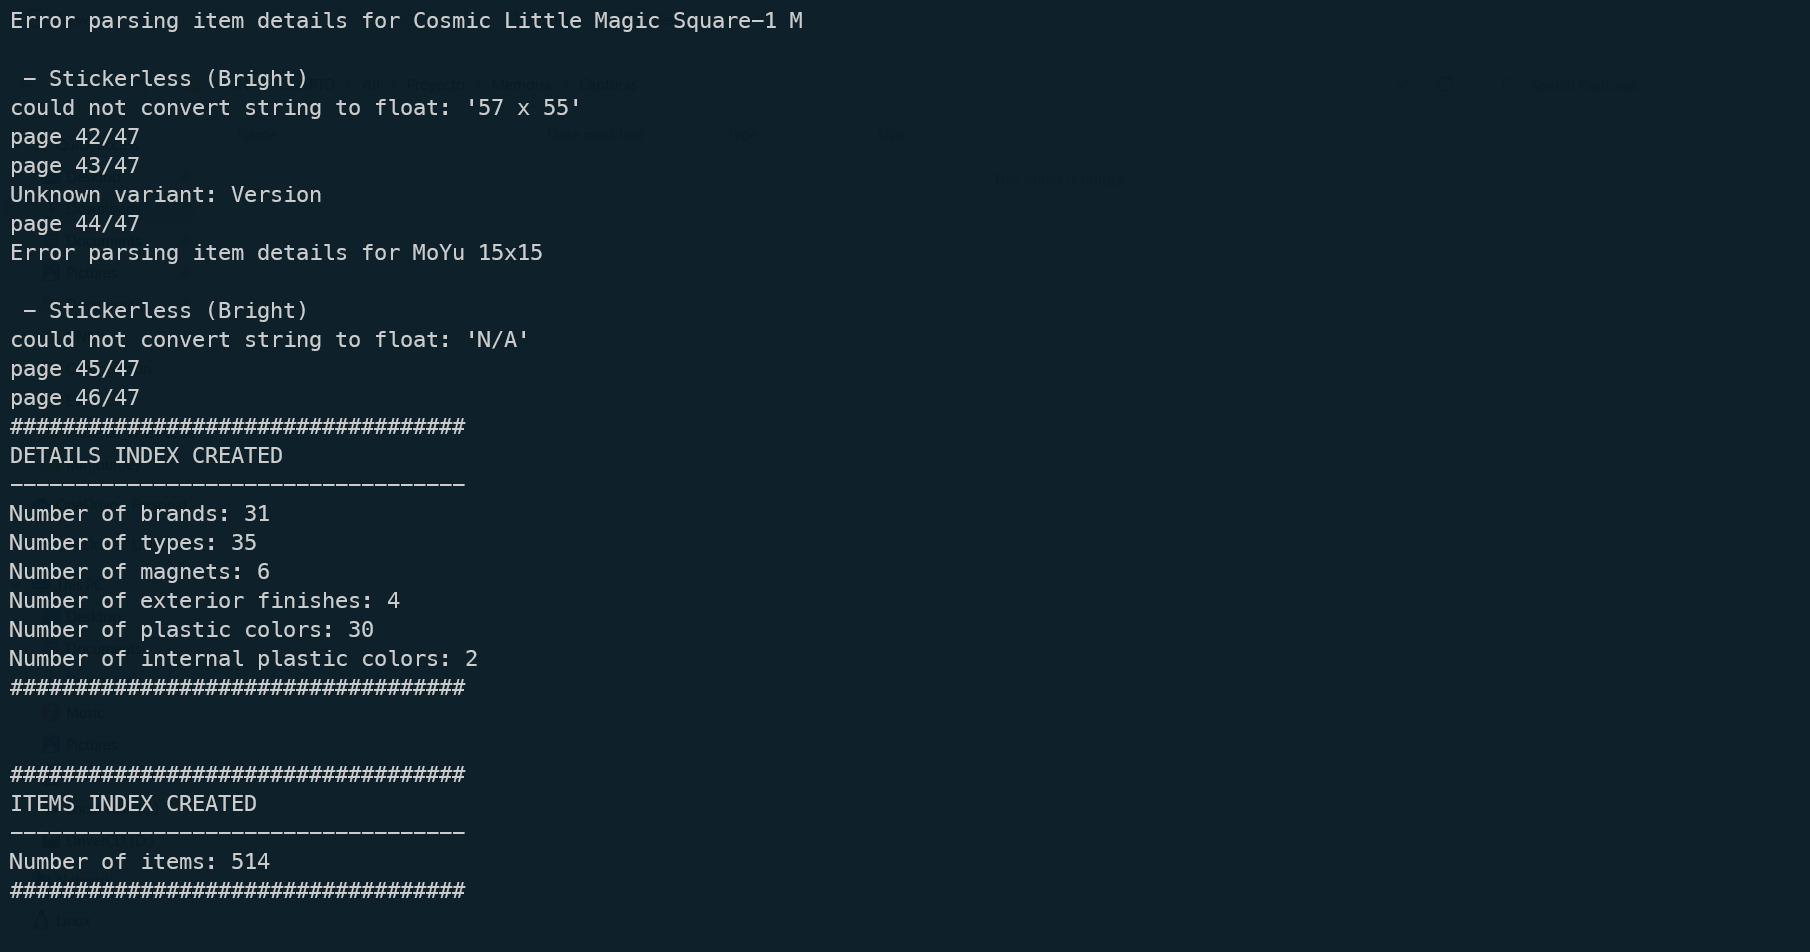 Error parsing item details for Cosmic Little Magic Square-1 M
 - Stickerless (Bright)
could not convert string to float: '57 x 55'
page 42/47
page 43/47
Unknown variant: Version
page 44/47
Error parsing item details for MoYu 15x15
 - Stickerless (Bright)
could not convert string to float: 'N/A'
page 45/47
page 46/47
###################################
DETAILS INDEX CREATED
-----------------------------------
Number of brands: 31
Number of types: 35
Number of magnets: 6
Number of exterior finishes: 4
Number of plastic colors: 30
Number of internal plastic colors: 2
###################################
###################################
ITEMS INDEX CREATED
-----------------------------------
Number of items: 514
###################################